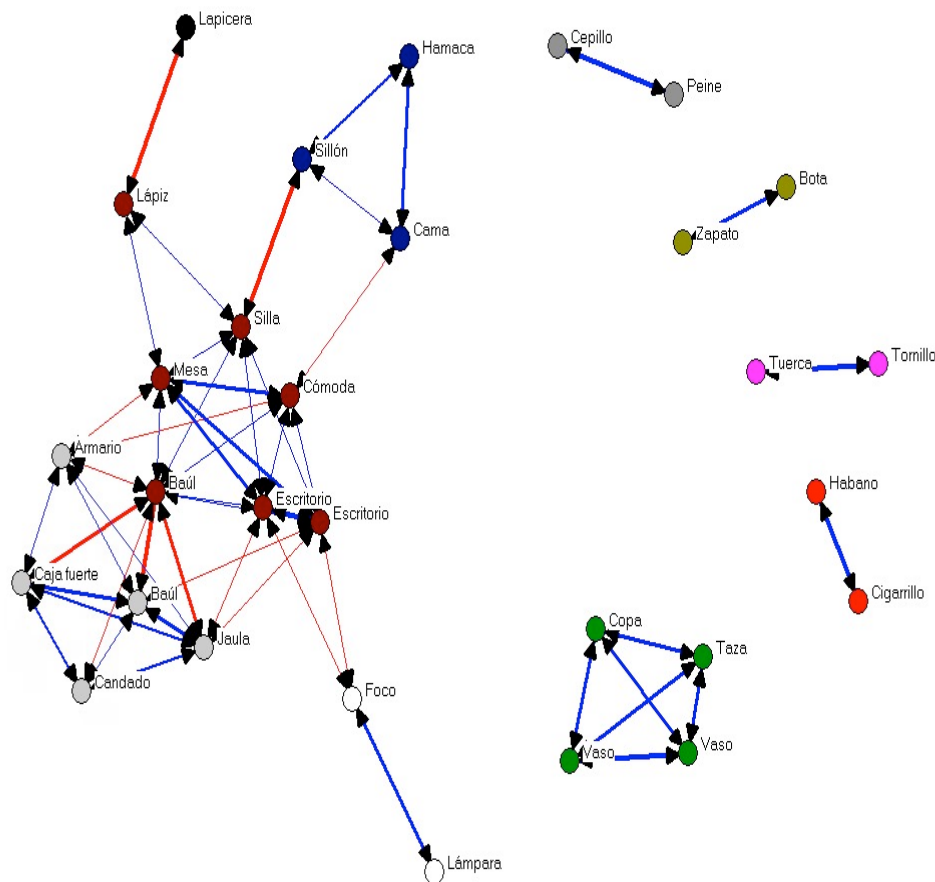 Lapicera
Hamaca
Cepillo
Peine
Sillón
Bota
Lápiz
Cama
Zapato
Silla
Mesa
Cómoda
Tuerca
Tornillo
Armario
Baúl
Escritorio
Escritorio
Habano
Caja fuerte
Baúl
Cigarrillo
Jaula
Copa
Taza
Candado
Foco
Vaso
Vaso
Lámpara